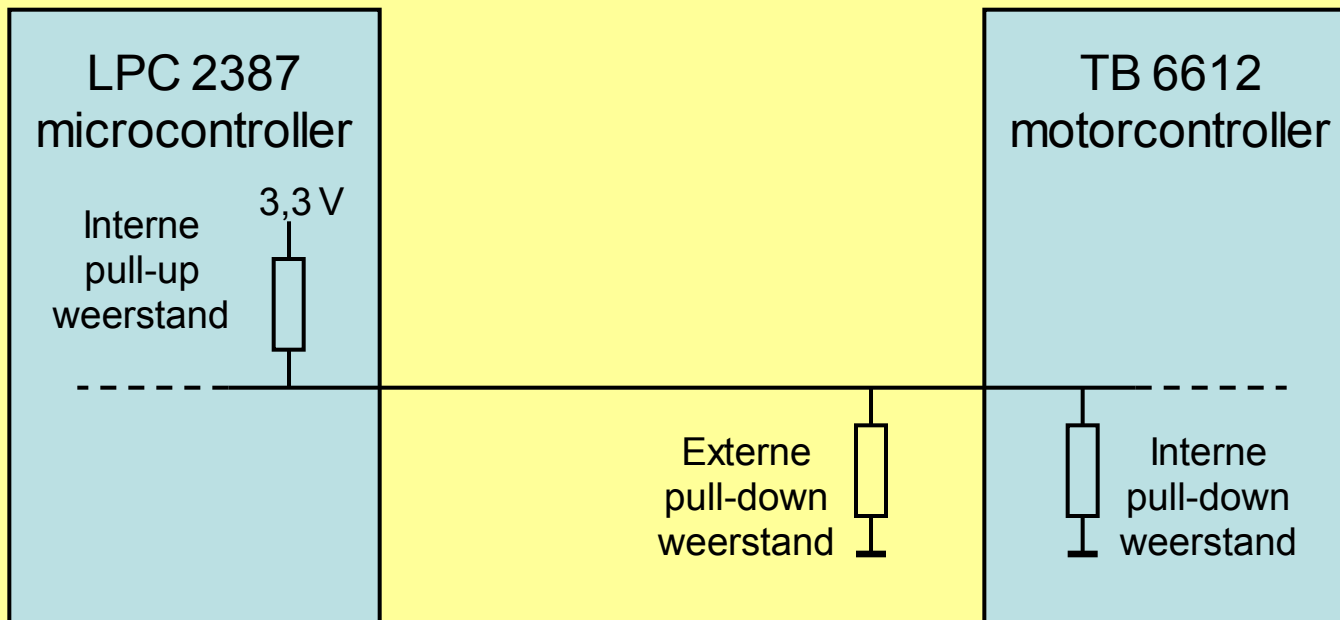 LPC 2387
microcontroller
3,3 V
Interne
pull-up
weerstand
Externe
pull-down
weerstand
TB 6612
motorcontroller
Interne
pull-down
weerstand